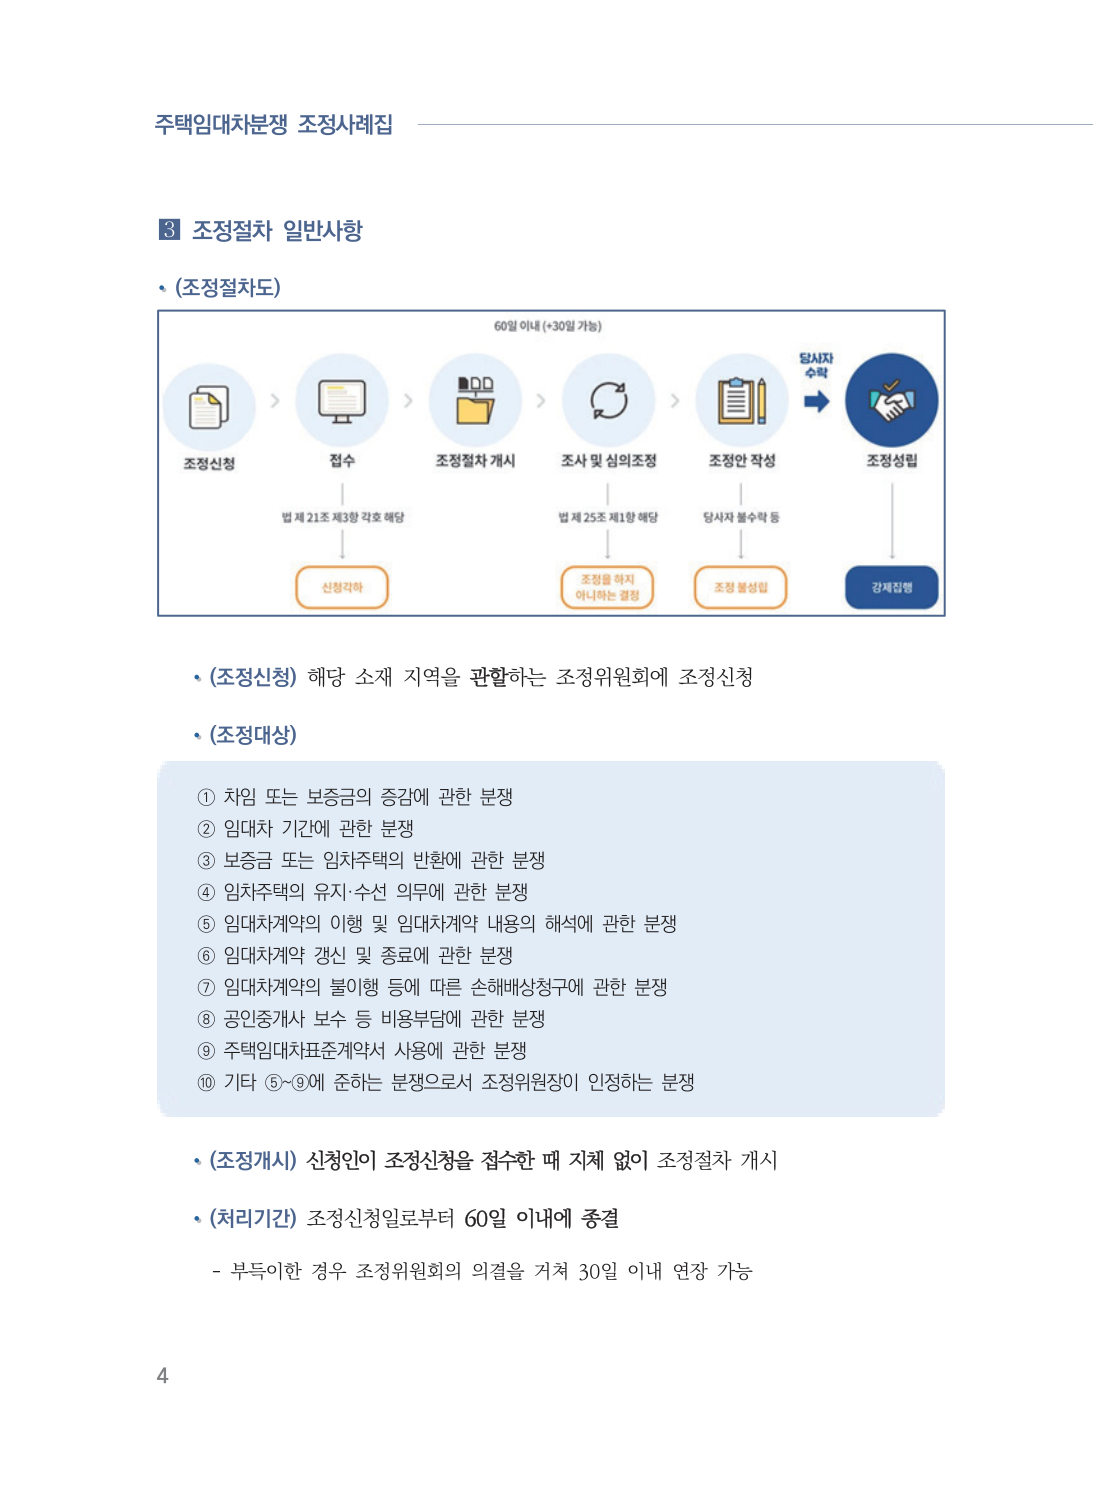 주택임대차분쟁 조정사례집
3 조정절차 일반사항
• (조정절차도)
60일 이내 (+30일 가능)
당사자
수락
조정신청 접수 조정절차 개시 조사 및 심의조정 조정안 작성 조정성립
법 제 21조 제3항 각호 해당 법 제 25조 제1항 해당 당사자 불수락 등
신청각하 조정을 하지 아니하는 결정 조정 불성립 강제집행
• (조정신청) 해당 소재 지역을 관할하는 조정위원회에 조정신청
• (조정대상)
① 차임 또는 보증금의 증감에 관한 분쟁
② 임대차 기간에 관한 분쟁
③ 보증금 또는 임차주택의 반환에 관한 분쟁
④ 임차주택의 유지·수선 의무에 관한 분쟁
⑤ 임대차계약의 이행 및 임대차계약 내용의 해석에 관한 분쟁
⑥ 임대차계약 갱신 및 종료에 관한 분쟁
⑦ 임대차계약의 불이행 등에 따른 손해배상청구에 관한 분쟁
⑧ 공인중개사 보수 등 비용부담에 관한 분쟁
⑨ 주택임대차표준계약서 사용에 관한 분쟁
⑩ 기타 ⑤~⑨에 준하는 분쟁으로서 조정위원장이 인정하는 분쟁
• (조정개시) 신청인이 조정신청을 접수한 때 지체 없이 조정절차 개시
• (처리기간) 조정신청일로부터 60일 이내에 종결
- 부득이한 경우 조정위원회의 의결을 거쳐 30일 이내 연장 가능
4